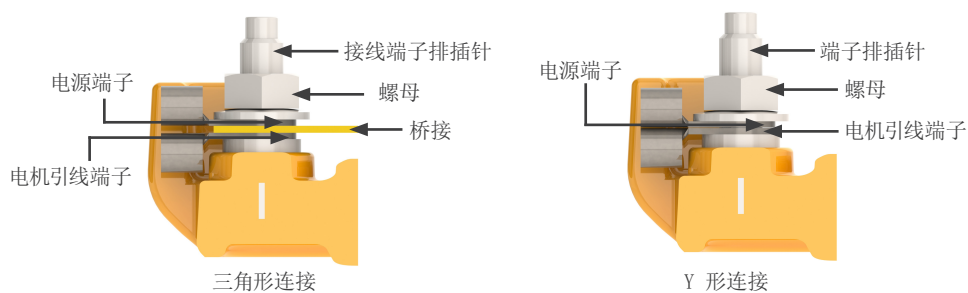 接线端子排插针
电源端子
螺母
桥接
电机引线端子
三角形连接
端子排插针
电源端子
螺母
电机引线端子
Y 形连接